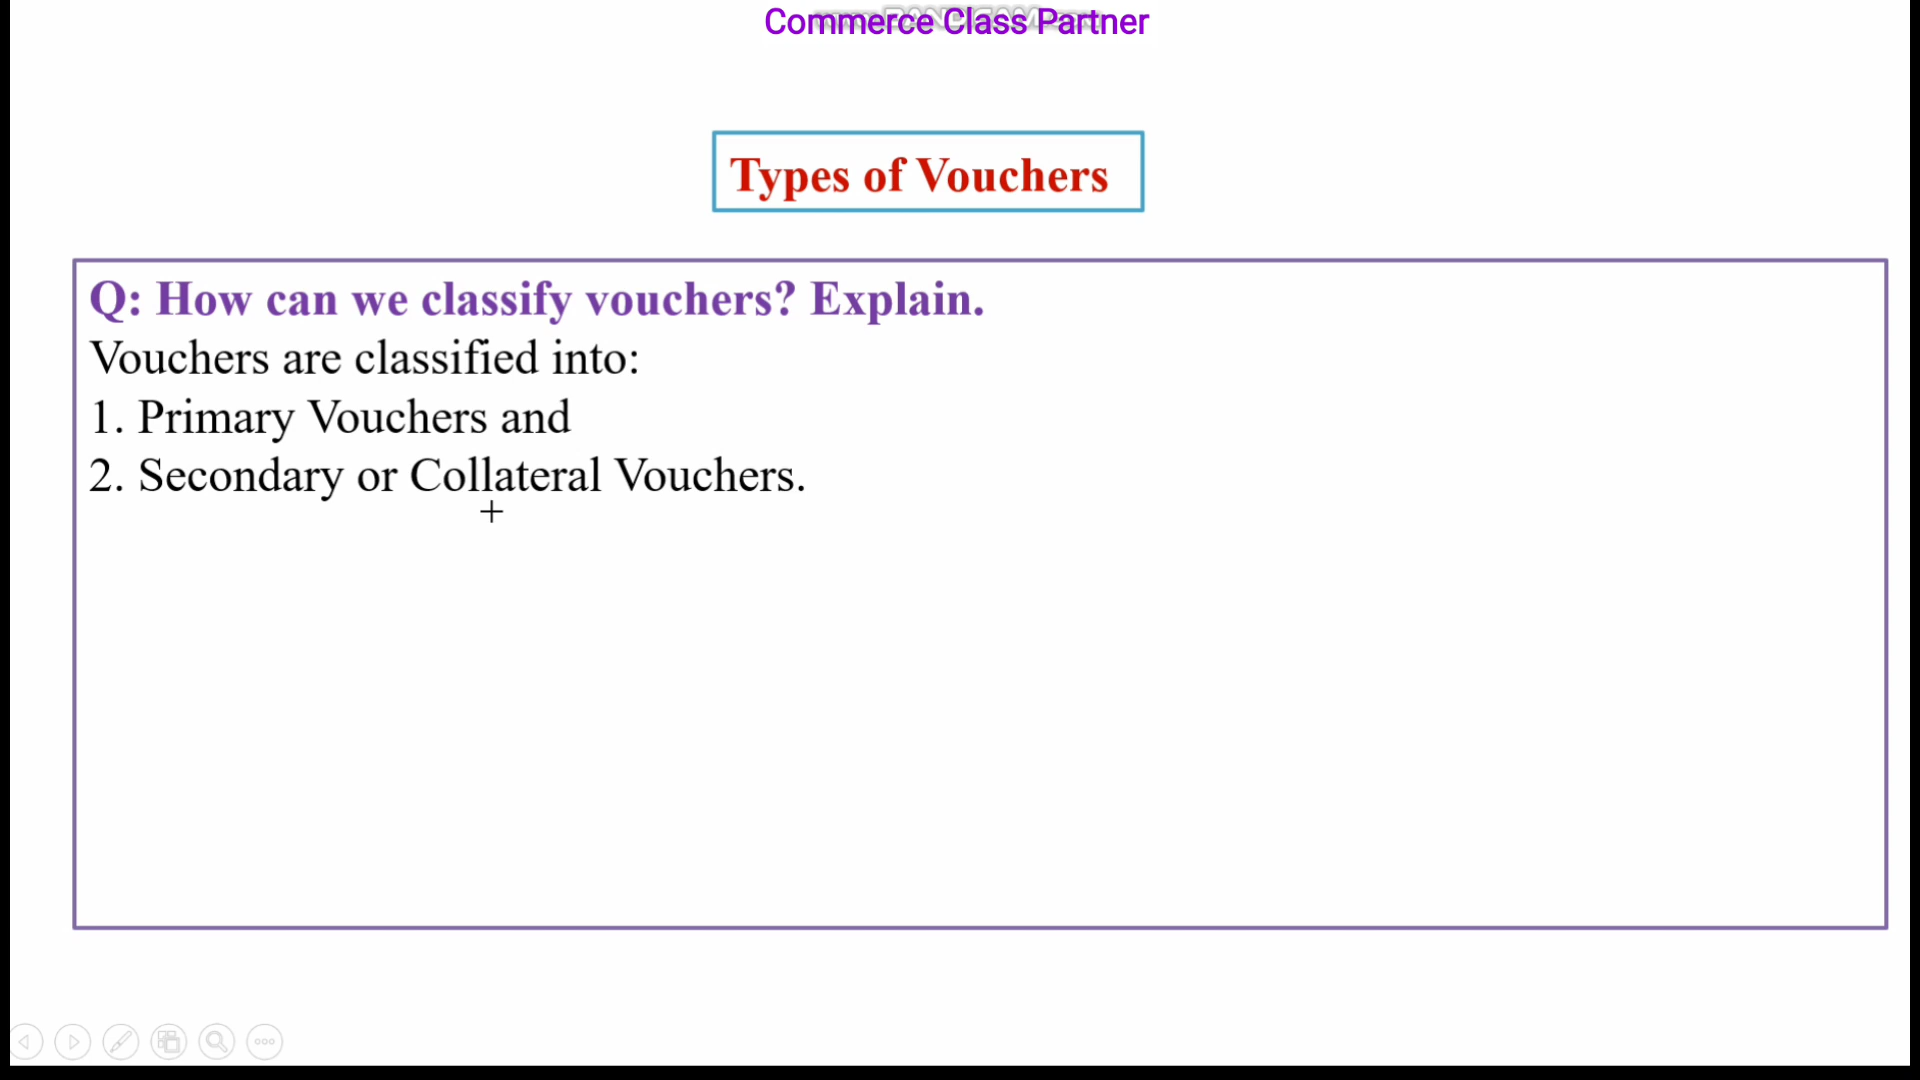 Commerce Class Partner
Types of Vouchers
Q: How can we classify vouchers? Explain.
Vouchers are classified into:
1. Primary Vouchers and
2. Secondary or Collateral Vouchers.